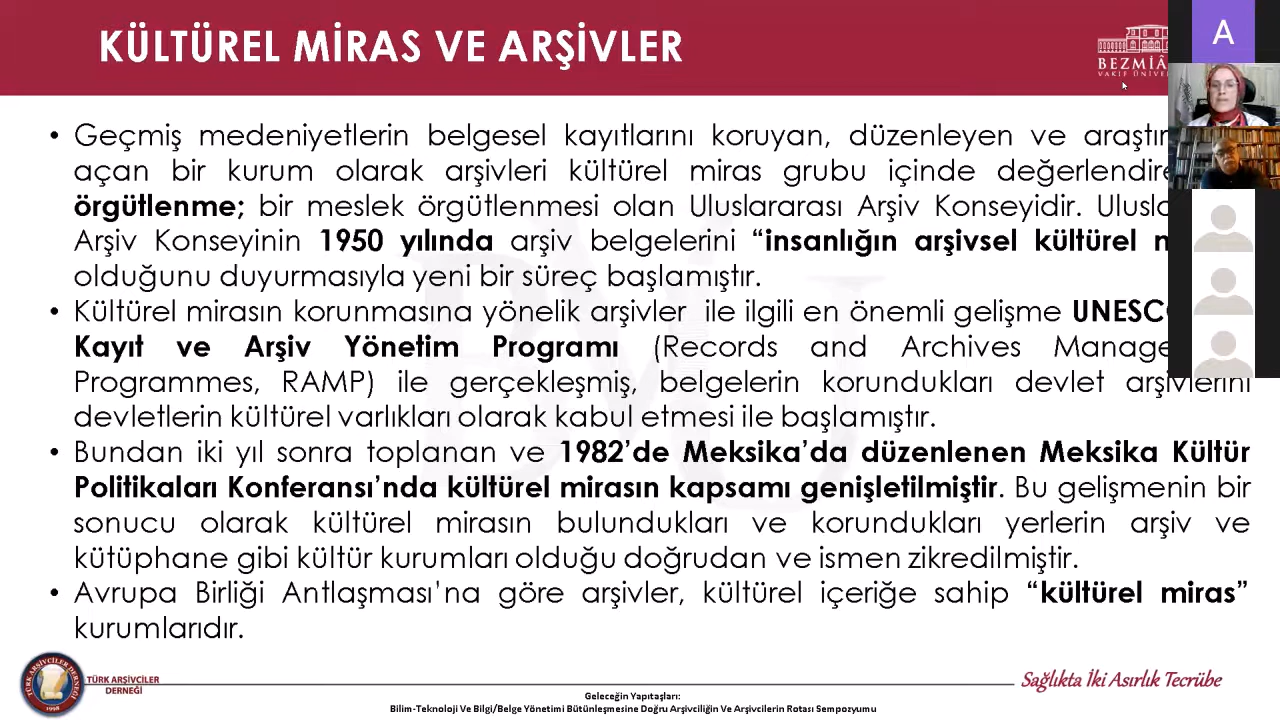 KÜLTÜREL MİRAS VE ARŞİVLER
BEZMİÂ
VAKIF ÜNİVE
A
• Geçmiş medeniyetlerin belgesel kayıtlarını koruyan, düzenleyen ve
açan bir kurum olarak arşivleri kültürel miras grubu içinde
örgütlenme; bir meslek örgütlenmesi olan Uluslararası Arşiv Konseyidir.
Arşiv Konseyinin 1950 yılında arşiv belgelerini “insanlığın arşivsel kültürel
olduğunu duyurmasıyla yeni bir süreç başlamıştır.
• Kültürel mirasın korunmasına yönelik arşivler ile ilgili en önemli gelişme
Kayıt ve Arşiv Yönetim Programı (Records and Archives
Programmes, RAMP) ile gerçekleşmiş, belgelerin korundukları devlet arşivlerini
devletlerin kültürel varlıkları olarak kabul etmesi ile başlamıştır.
• Bundan iki yıl sonra toplanan ve 1982’de Meksika’da düzenlenen Meksika Kültür
Politikaları Konferansı’nda kültürel mirasın kapsamı genişletilmiştir. Bu gelişmenin bir
sonucu olarak kültürel mirasın bulundukları ve korundukları yerlerin arşiv ve
kütüphane gibi kültür kurumları olduğu doğrudan ve ismen zikredilmiştir.
• Avrupa Birliği Antlaşması’na göre arşivler, kültürel içeriğe sahip “kültürel miras”
kurumlarıdır.
TÜRK ARŞİVCİLER DERNEĞİ
1998
TÜRK ARŞİVCİLER
DERNEĞİ
Sağlıkta İki Asırlık Tecrübe
Geleceğin Yapıtaşları:
Bilim-Teknoloji Ve Bilgi/Belge Yönetimi Bütünleşmesine Doğru Arşivciliğin Ve Arşivcilerin Rotası Sempozyumu